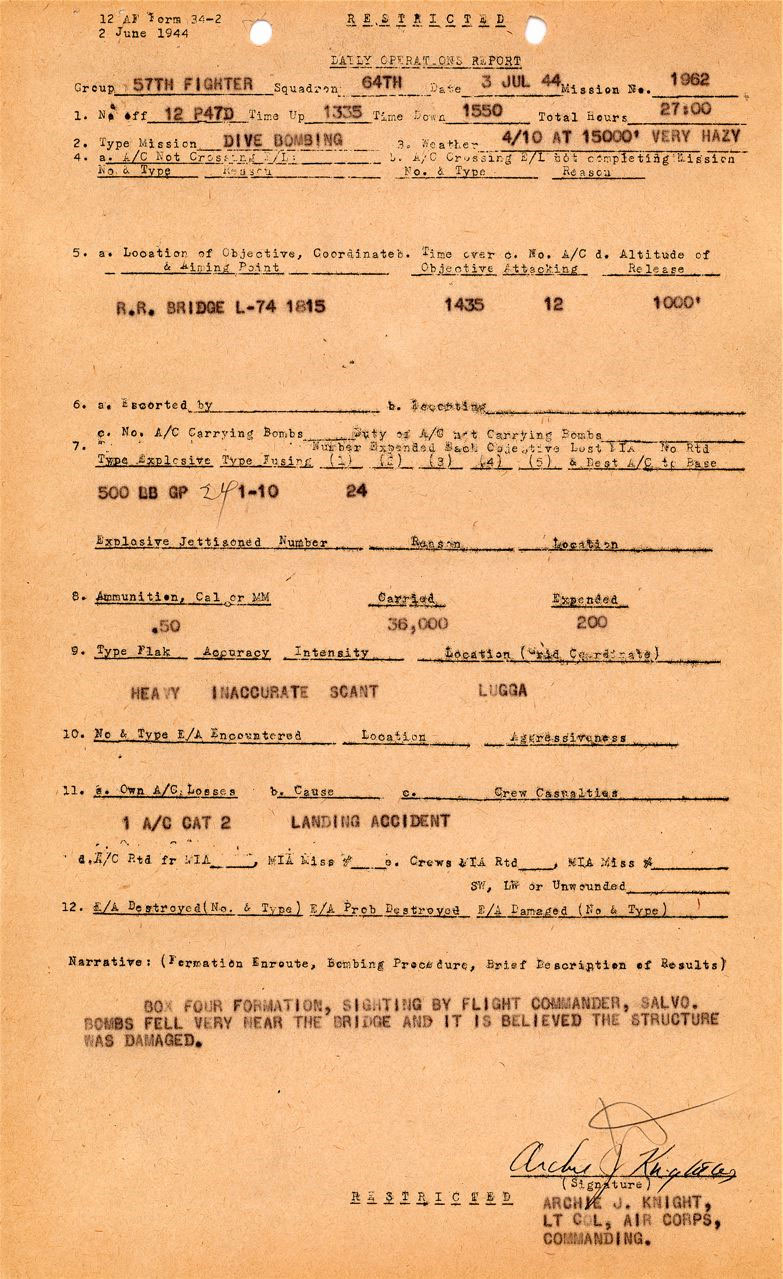 12 AF Form 34-2
R E S T R I C T E D
2 June 1944
DAILY OPERATIONS REPORT
Group 57TH FIGHTER Squadron 64TH Date 3 JUL 44 Mission No. 1962
1. No off 12 P47D Time Up 1335 Time Down 1550 Total Hours 27:00
2. Type Mission DIVE BOMBING 3. Weather 4/10 AT 15000' VERY HAZY
4. a. A/C Not Crossing E/L: b. A/C Crossing E/L but completing Mission
No. & Type Reason No. & Type Reason
5. a. Location of Objective, Coordinate b. Time over c. No. A/C d. Altitude of
& Aiming Point Objective Attacking Release
R.R. BRIDGE L-74 1815 1435 12 1000'
6. a. Escorted by b. Escorting
c. No. A/C Carrying Bombs Duty of A/C not Carrying Bombs
7. Number Expended Each Objective Lost MIA No Rtd
Type Explosive Type Fusing (1) (2) (3) (4) (5) & Dest A/C to Base
500 LB GP 24 1-10 24
Explosive Jettisoned Number Reason Location
8. Ammunition, Cal or MM Carried Expended
.50 36,000 200
9. Type Flak Accuracy Intensity Location (Grid Coordinate)
HEAVY INACCURATE SCANT LUGGA
10. No & Type E/A Encountered Location Aggressiveness
11. a. Own A/C Losses b. Cause c. Crew Casualties
1 A/C CAT 2 LANDING ACCIDENT
d. A/C Rtd fr MIA , MIA Miss # e. Crews MIA Rtd , MIA Miss #
SW, LW or Unwounded
12. E/A Destroyed(No. & Type) E/A Prob Destroyed E/A Damaged (No & Type)
Narrative: (Formation Enroute, Bombing Procedure, Brief Description of Results)
BOX FOUR FORMATION, SIGHTING BY FLIGHT COMMANDER, SALVO.
BOMBS FELL VERY NEAR THE BRIDGE AND IT IS BELIEVED THE STRUCTURE
WAS DAMAGED.
Archie J Knight
(Signature)
R E S T R I C T E D
ARCHIE J. KNIGHT,
LT COL, AIR CORPS,
COMMANDING.